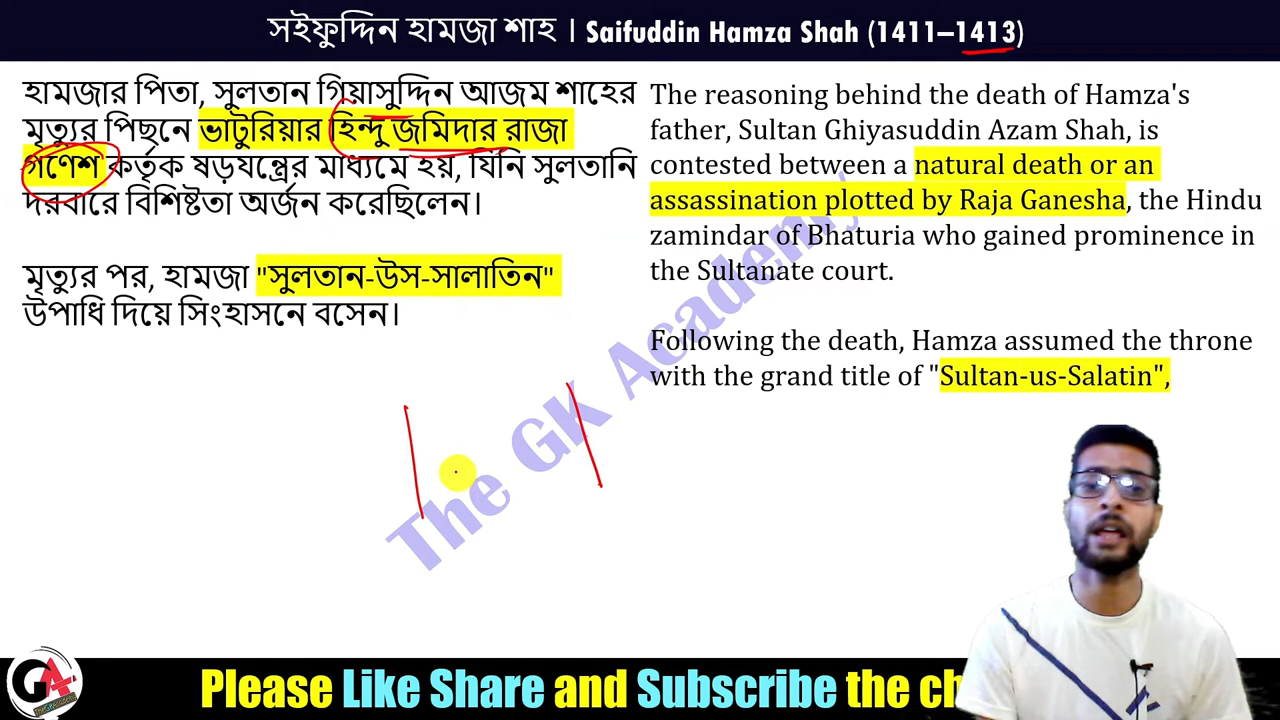 সইফুদ্দিন হামজা শাহ । Saifuddin Hamza Shah (1411–1413)
হামজার পিতা, সুলতান গিয়াসুদ্দিন আজম শাহের
মৃত্যুর পিছনে ভাটুরিয়ার হিন্দু জমিদার রাজা
গণেশ কর্তৃক ষড়যন্ত্রের মাধ্যমে হয়, যিনি সুলতানি
দরবারে বিশিষ্টতা অর্জন করেছিলেন।
মৃত্যুর পর, হামজা "সুলতান-উস-সালাতিন"
উপাধি দিয়ে সিংহাসনে বসেন।
The reasoning behind the death of Hamza's
father, Sultan Ghiyasuddin Azam Shah, is
contested between a natural death or an
assassination plotted by Raja Ganesha, the Hindu
zamindar of Bhaturia who gained prominence in
the Sultanate court.
Following the death, Hamza assumed the throne
with the grand title of "Sultan-us-Salatin",
The GK Academy
Please Like Share and Subscribe the ch